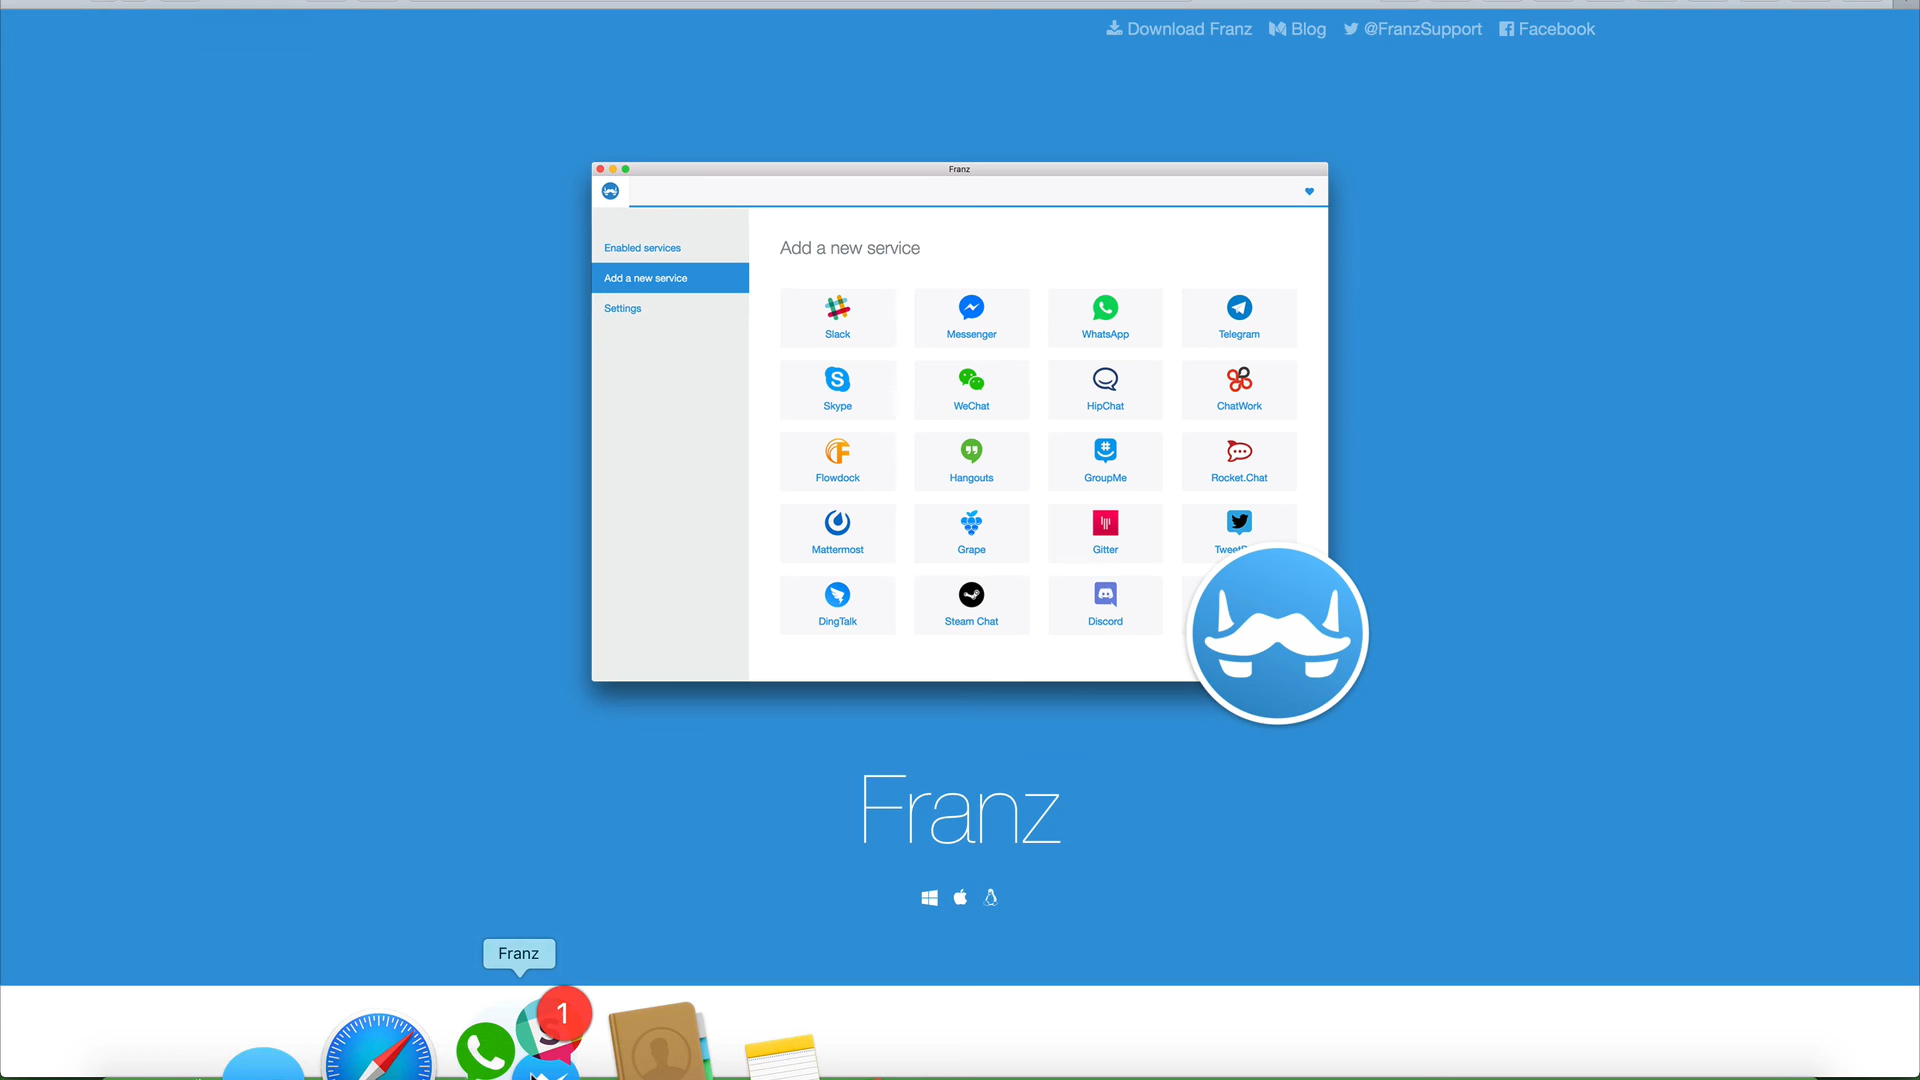 Download Franz Blog @FranzSupport Facebook
Franz
Enabled services
Add a new service
Settings
Add a new service
Slack Messenger WhatsApp Telegram
Skype WeChat HipChat ChatWork
Flowdock Hangouts GroupMe Rocket.Chat
Mattermost Grape Gitter
DingTalk Steam Chat Discord
Franz
Franz
1